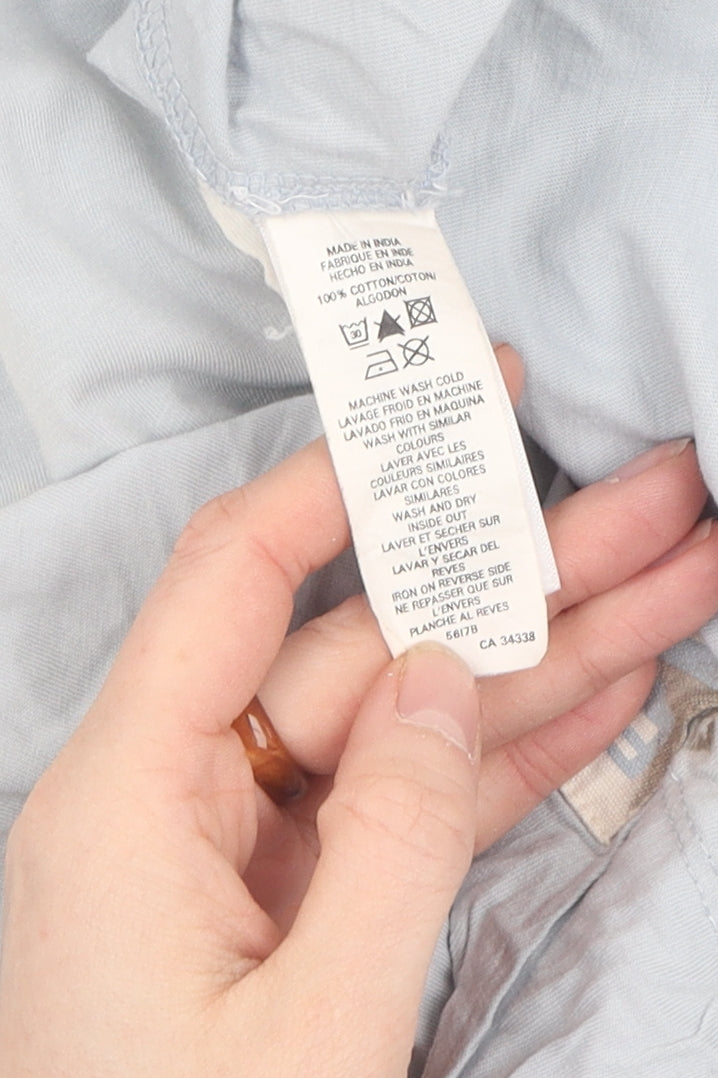 MADE IN INDIA
FABRIQUE EN INDE
HECHO EN INDIA
100% COTTON/COTON/
ALGODON
30
MACHINE WASH COLD
LAVAGE FROID EN MACHINE
LAVADO FRIO EN MAQUINA
WASH WITH SIMILAR
COLOURS
LAVER AVEC LES
COULEURS SIMILAIRES
LAVAR CON COLORES
SIMILARES
WASH AND DRY
INSIDE OUT
LAVER ET SECHER SUR
L'ENVERS
LAVAR Y SECAR DEL
REVES
IRON ON REVERSE SIDE
NE REPASSER QUE SUR
L'ENVERS
PLANCHE AL REVES
5617B
CA 34338